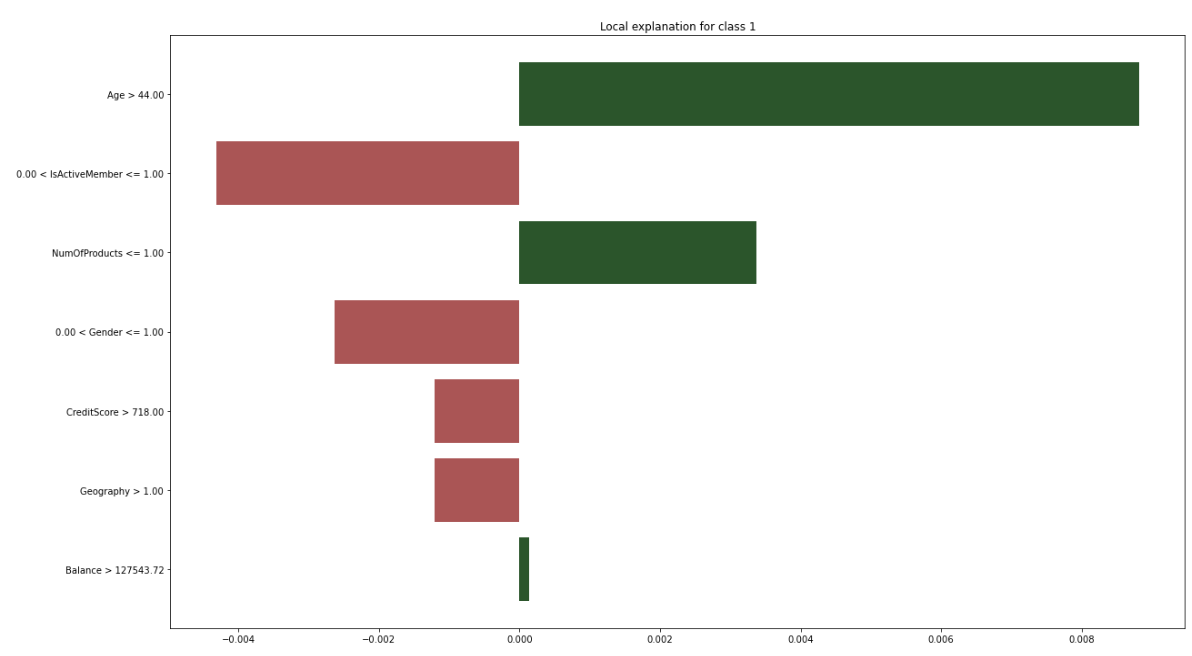 Local explanation for class 1
Age > 44.00
0.00 < IsActiveMember <= 1.00
NumOfProducts <= 1.00
0.00 < Gender <= 1.00
CreditScore > 718.00
Geography > 1.00
Balance > 127543.72
−0.004 −0.002 0.000 0.002 0.004 0.006 0.008